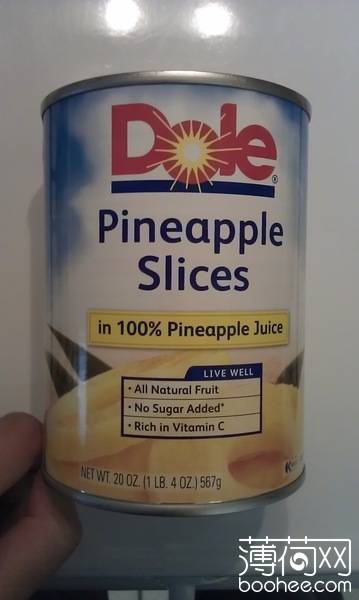 Dole®
Pineapple
Slices
in 100% Pineapple Juice
LIVE WELL
• All Natural Fruit
• No Sugar Added*
• Rich in Vitamin C
NET WT. 20 OZ. (1 LB. 4 OZ.) 567g
K
薄荷网
boohee.com